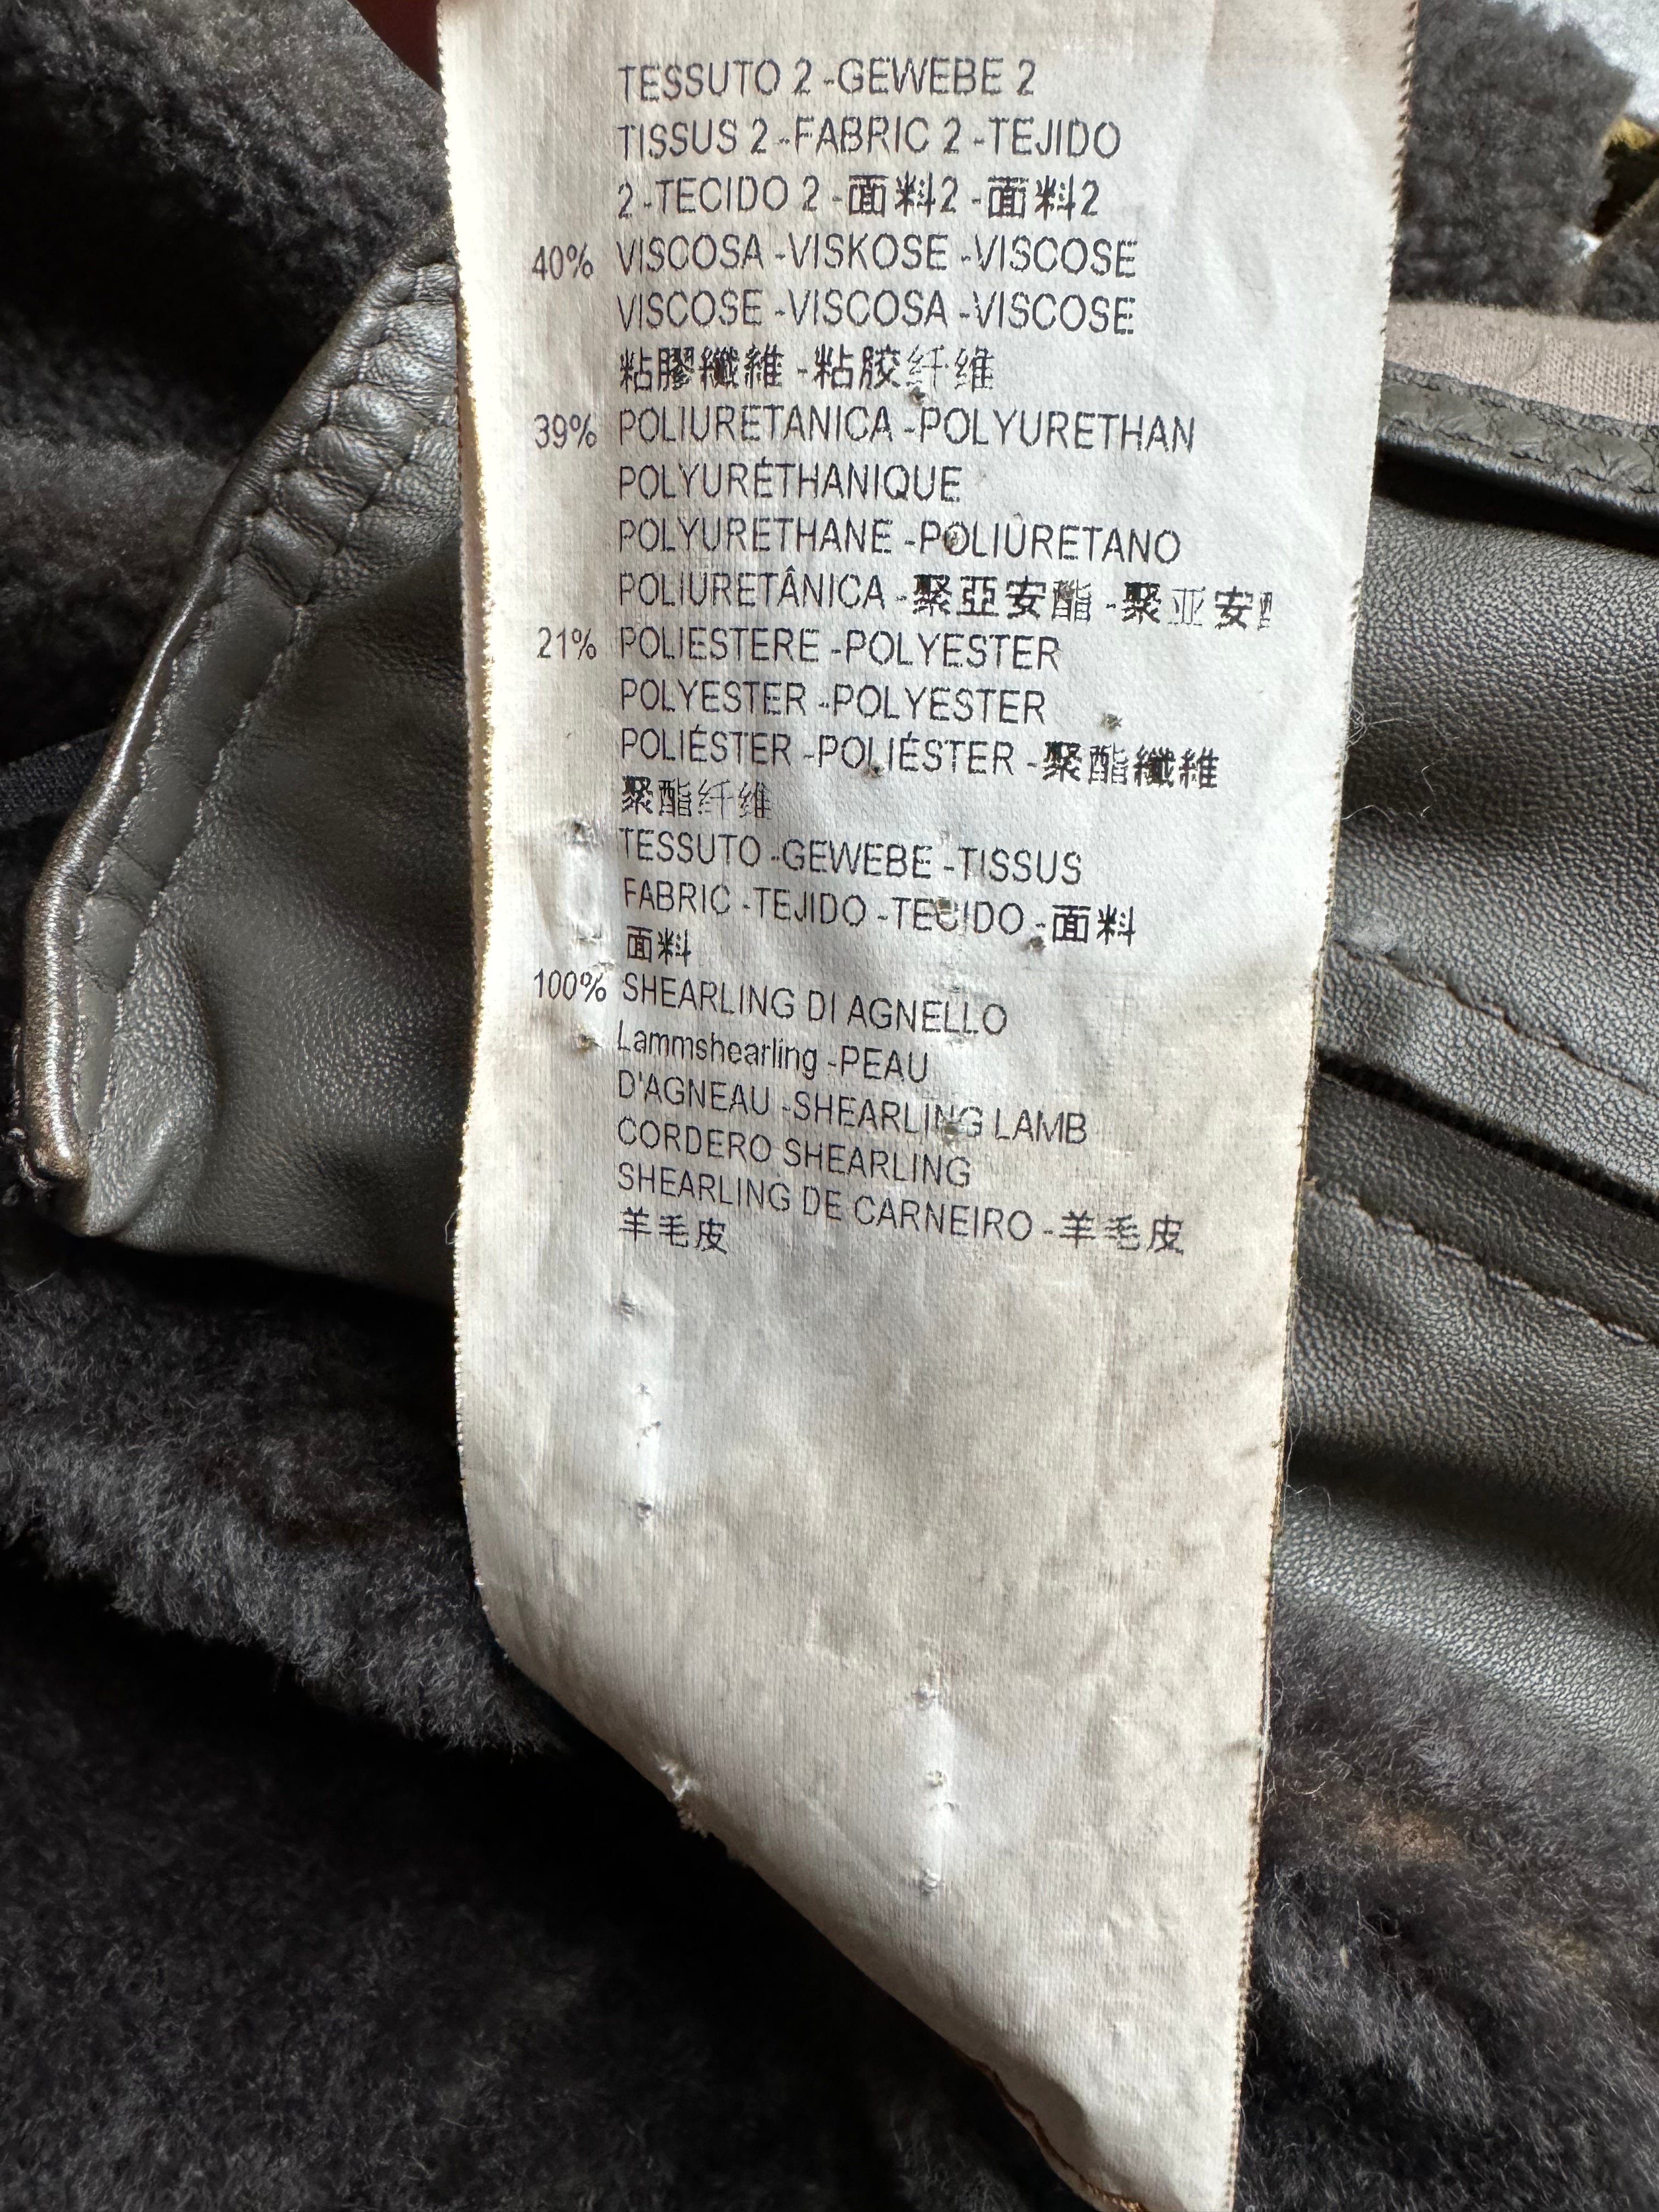 TESSUTO 2 -GEWEBE 2
TISSUS 2 -FABRIC 2 -TEJIDO
2 -TECIDO 2 -面料2 -面料2
40% VISCOSA -VISKOSE -VISCOSE
VISCOSE -VISCOSA -VISCOSE
粘膠纖維 -粘胶纤维
39% POLIURETANICA -POLYURETHAN
POLYURÉTHANIQUE
POLYURETHANE -POLIURETANO
POLIURETÂNICA -聚亞安酯 -聚亚安
21% POLIESTERE -POLYESTER
POLYESTER -POLYESTER
POLIÉSTER -POLIÉSTER -聚酯纖維
聚酯纤维
TESSUTO -GEWEBE -TISSUS
FABRIC -TEJIDO -TECIDO -面料
面料
100% SHEARLING DI AGNELLO
Lammshearling -PEAU
D'AGNEAU -SHEARLING LAMB
CORDERO SHEARLING
SHEARLING DE CARNEIRO -羊毛皮
羊毛皮